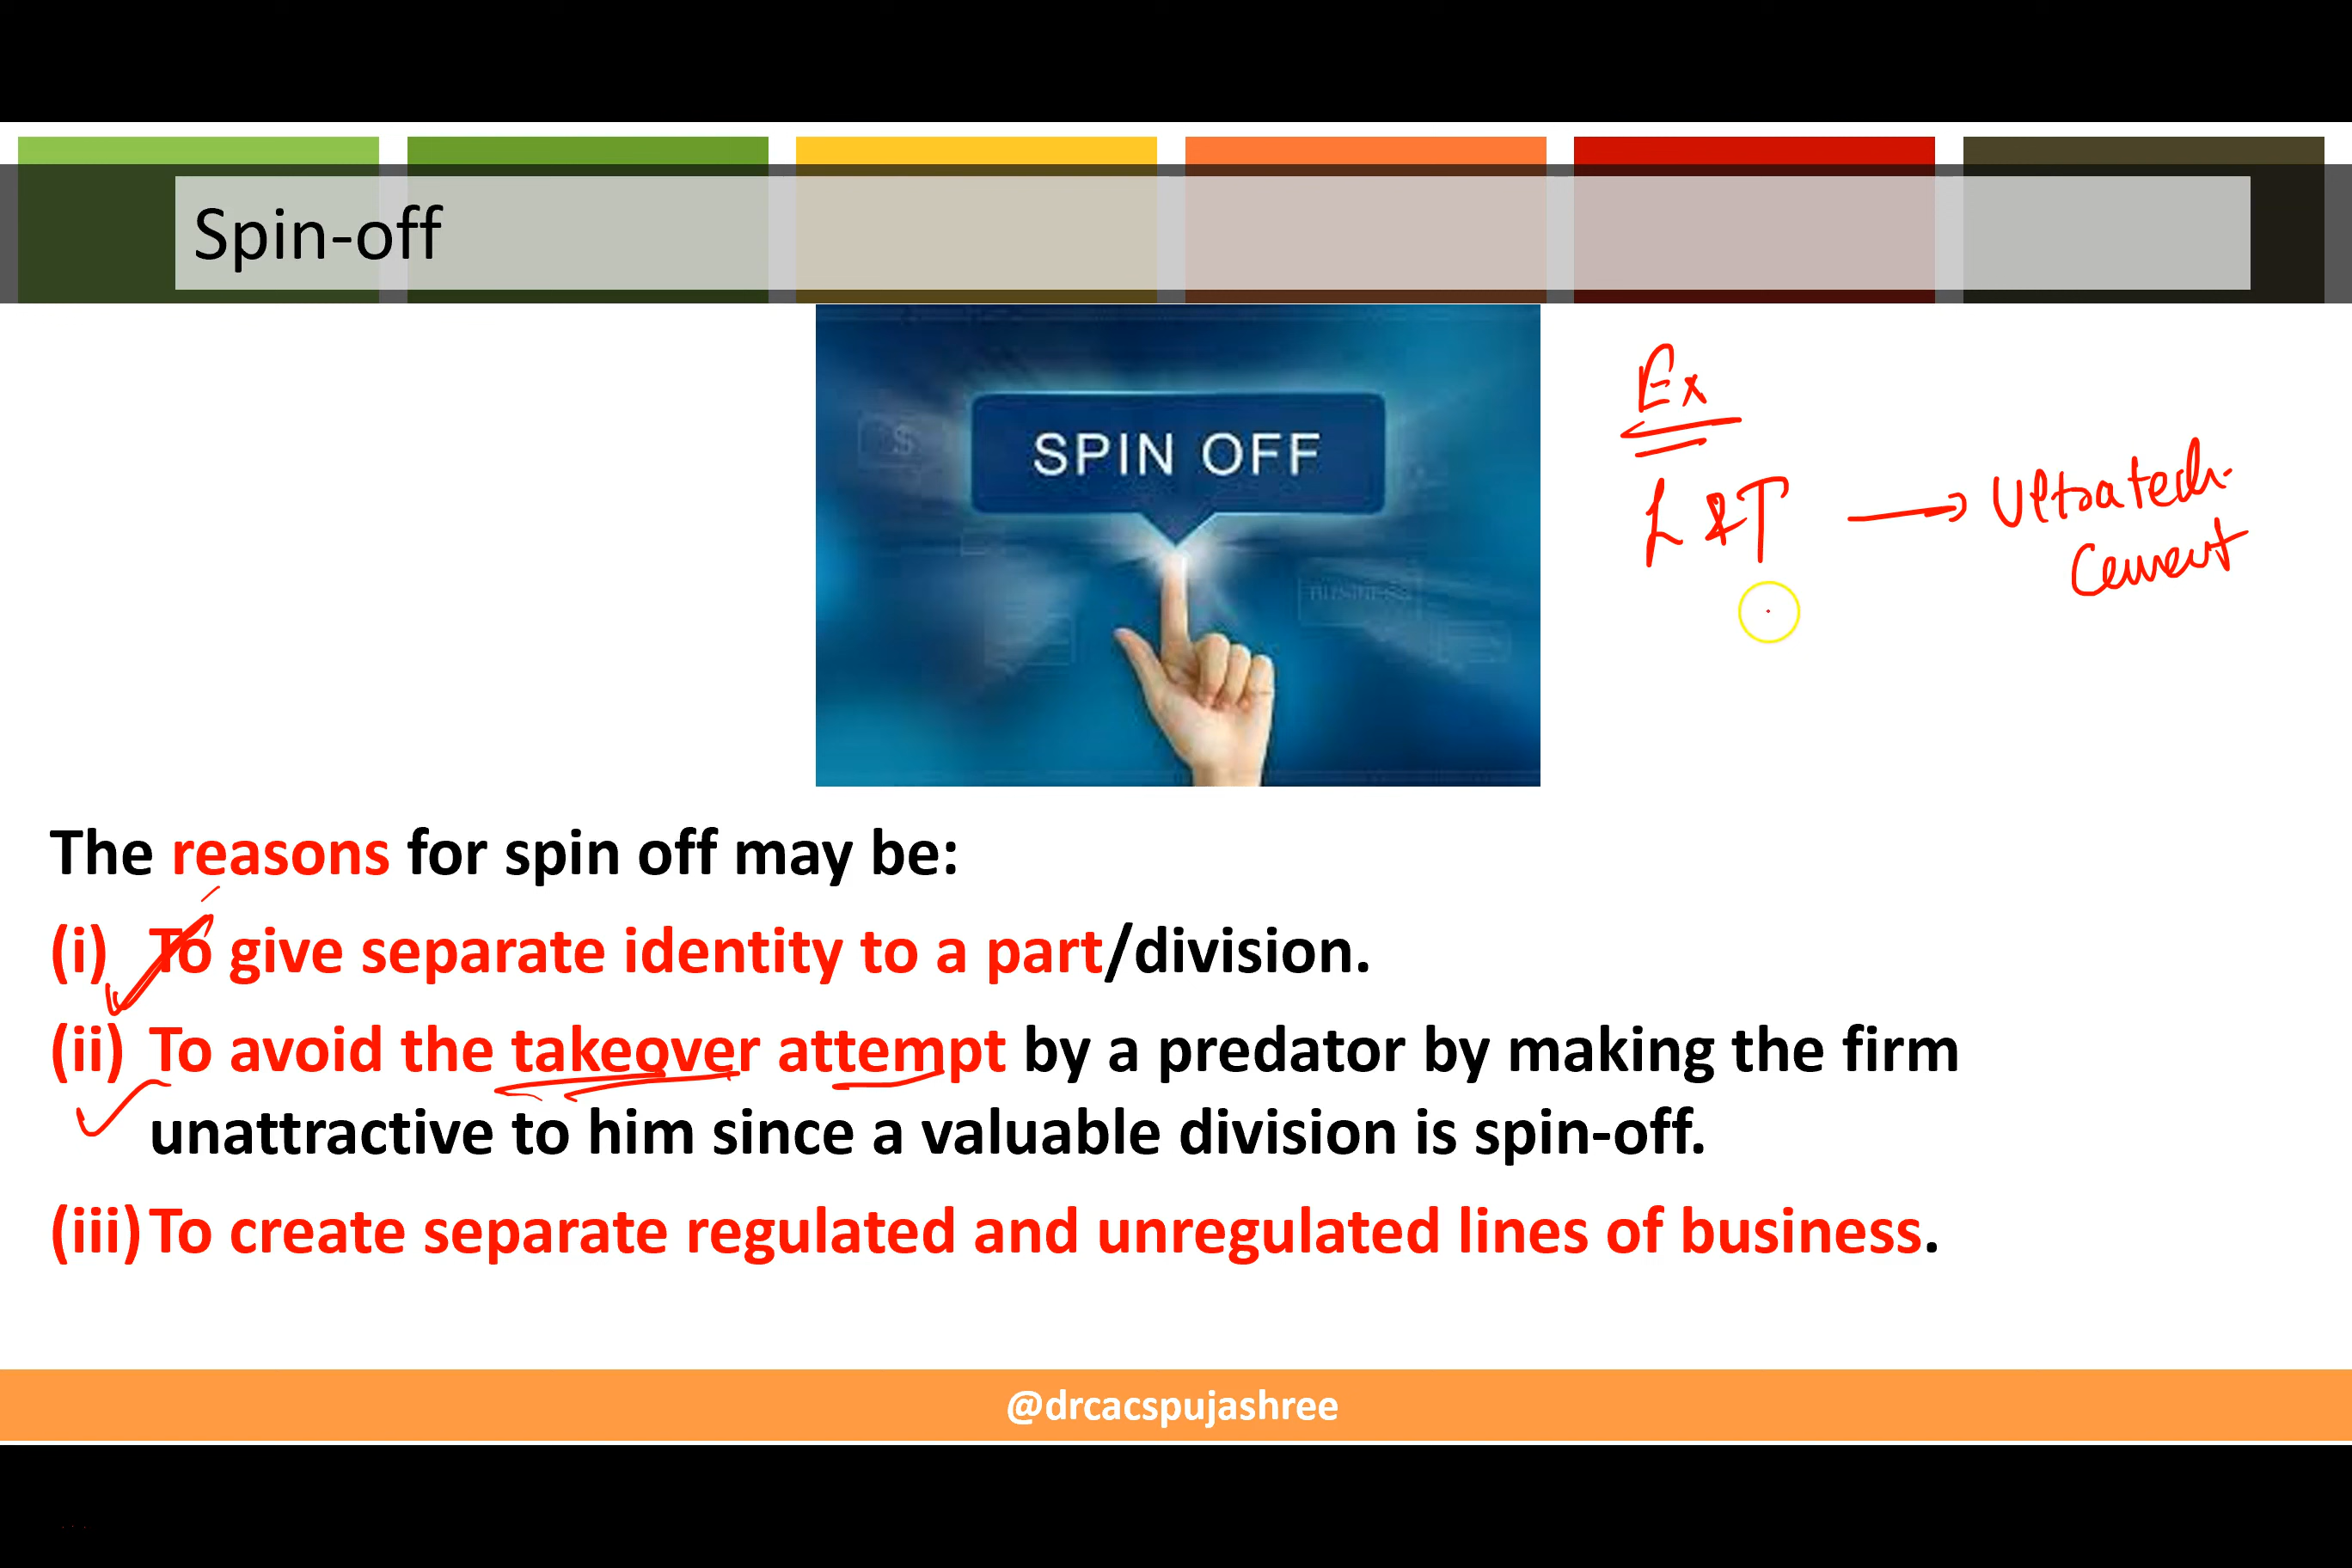 Spin-off
SPIN OFF
Ex
L & T → Ultratech
Cement
The reasons for spin off may be:
(i) To give separate identity to a part/division.
(ii) To avoid the takeover attempt by a predator by making the firm
unattractive to him since a valuable division is spin-off.
(iii) To create separate regulated and unregulated lines of business.
@drcacspujashree